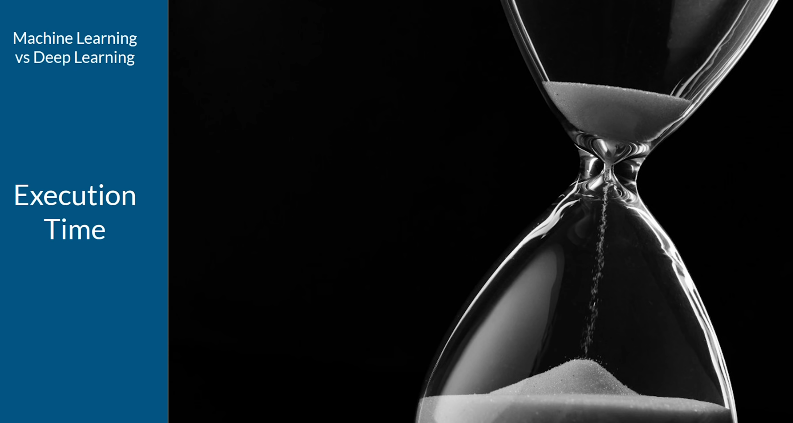 Machine Learning
vs Deep Learning
Execution
Time